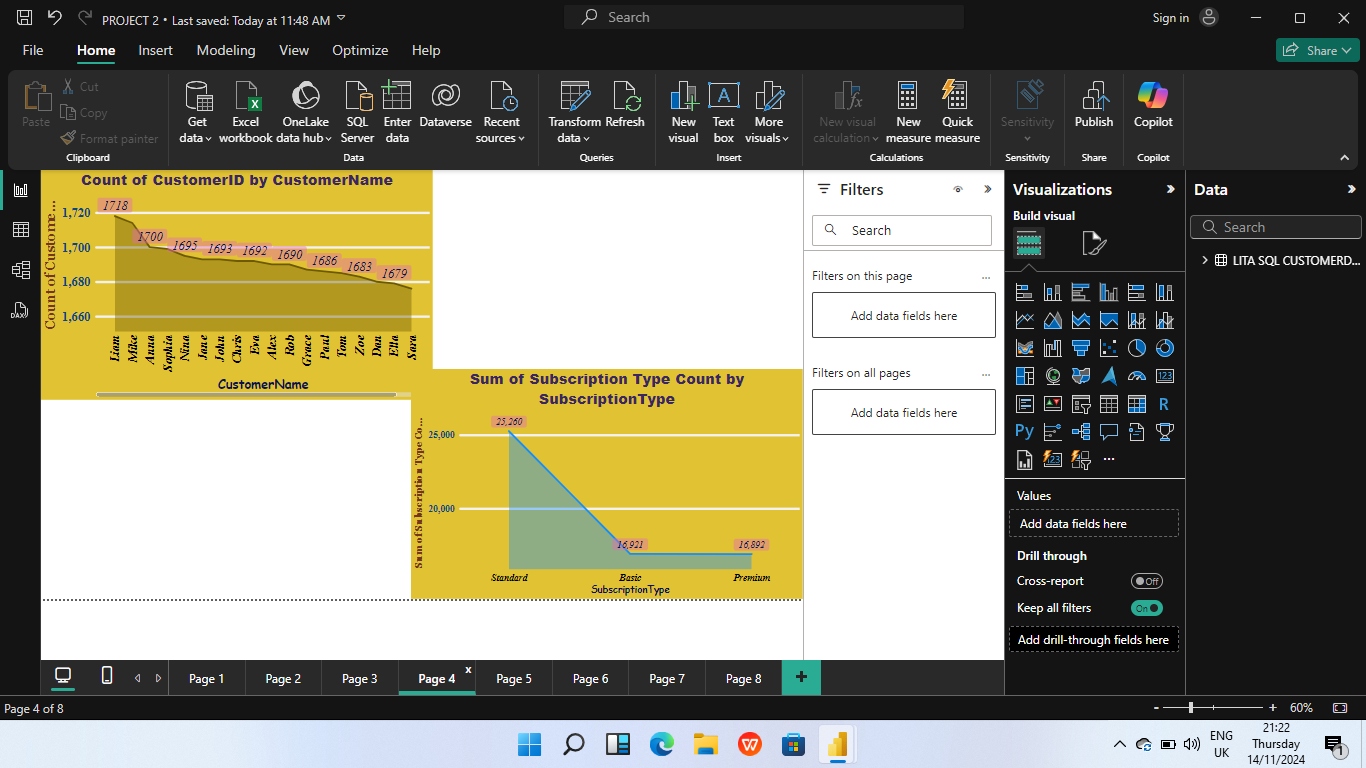 PROJECT 2 • Last saved: Today at 11:48 AM
Search
Sign in
File Home Insert Modeling View Optimize Help
Share
Paste
Cut
Copy
Format painter
Clipboard
Get data
Excel workbook
OneLake data hub
SQL Server
Enter data
Dataverse
Recent sources
Data
Transform data
Refresh
Queries
New visual
Text box
More visuals
Insert
New visual calculation
New measure
Quick measure
Calculations
Sensitivity
Sensitivity
Publish
Share
Copilot
Copilot
Count of CustomerID by CustomerName
Count of Custome...
1,720
1,700
1,680
1,660
1718
1700
1695
1693
1692
1690
1686
1683
1679
Liam
Mike
Anna
Sophia
Nina
Jane
John
Chris
Eva
Alex
Rob
Grace
Paul
Tom
Zoe
Dan
Ella
Sara
CustomerName
Sum of Subscription Type Count by
SubscriptionType
Sum of Subscription Type Co...
25,000
20,000
25,260
16,921
16,892
Standard
Basic
Premium
SubscriptionType
Filters
Search
Filters on this page
...
Add data fields here
Filters on all pages
...
Add data fields here
Visualizations
Build visual
123
R
Py
123
...
Values
Add data fields here
Drill through
Cross-report
Off
Keep all filters
On
Add drill-through fields here
Data
Search
LITA SQL CUSTOMERD...
DAX
Page 1
Page 2
Page 3
Page 4
x
Page 5
Page 6
Page 7
Page 8
+
Page 4 of 8
- + 60%
ENG
UK
21:22
Thursday
14/11/2024
1